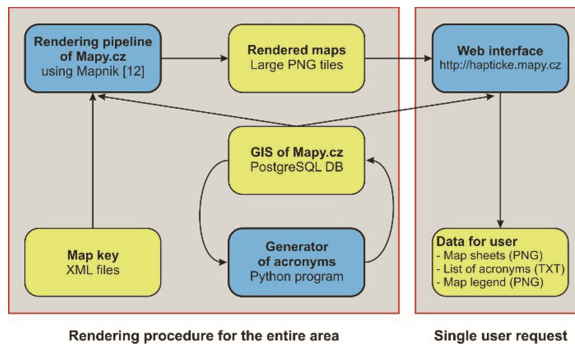 Rendering pipeline
of Mapy.cz
using Mapnik [12]
Rendered maps
Large PNG tiles
Web interface
http://hapticke.mapy.cz
GIS of Mapy.cz
PostgreSQL DB
Map key
XML files
Generator
of acronyms
Python program
Data for user
- Map sheets (PNG)
- List of acronyms (TXT)
- Map legend (PNG)
Rendering procedure for the entire area
Single user request